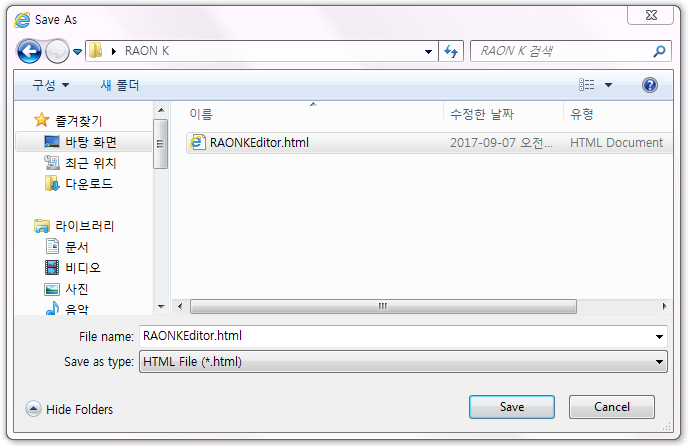 Save As
RAON K
RAON K 검색
구성
새 폴더
즐겨찾기
바탕 화면
최근 위치
다운로드
라이브러리
문서
비디오
사진
음악
이름
수정한 날짜
유형
RAONKEditor.html
2017-09-07 오전...
HTML Document
File name:
RAONKEditor.html
Save as type:
HTML File (*.html)
Hide Folders
Save
Cancel